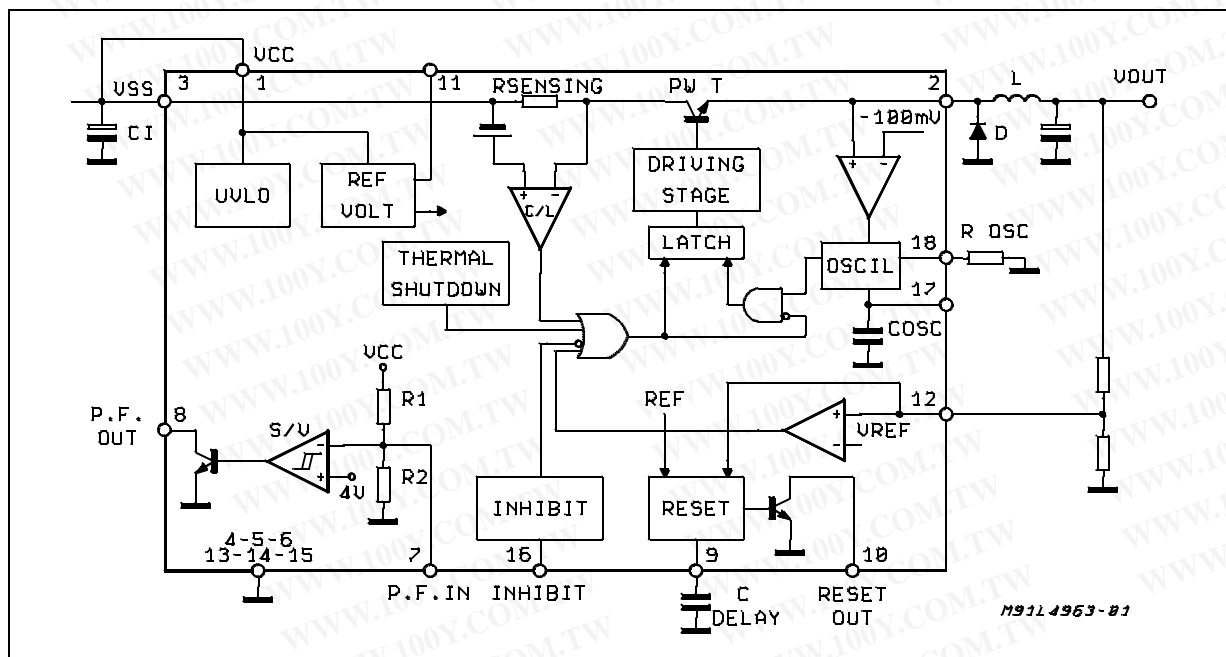 VCC
3
1
11
RSENSING
PW T
2
L
VOUT
VSS
CI
-100mV
D
+
-
UVLO
REF
VOLT
+
-
C/L
DRIVING
STAGE
LATCH
OSCIL
18
R OSC
THERMAL
SHUTDOWN
17
COSC
VCC
P.F.
OUT
8
R1
S/V
-
+
4V
R2
REF
12
+
-
VREF
INHIBIT
RESET
4-5-6
13-14-15
7
16
9
10
P.F.IN
INHIBIT
C
DELAY
RESET
OUT
M91L4963-01
WWW.100Y.COM.TW